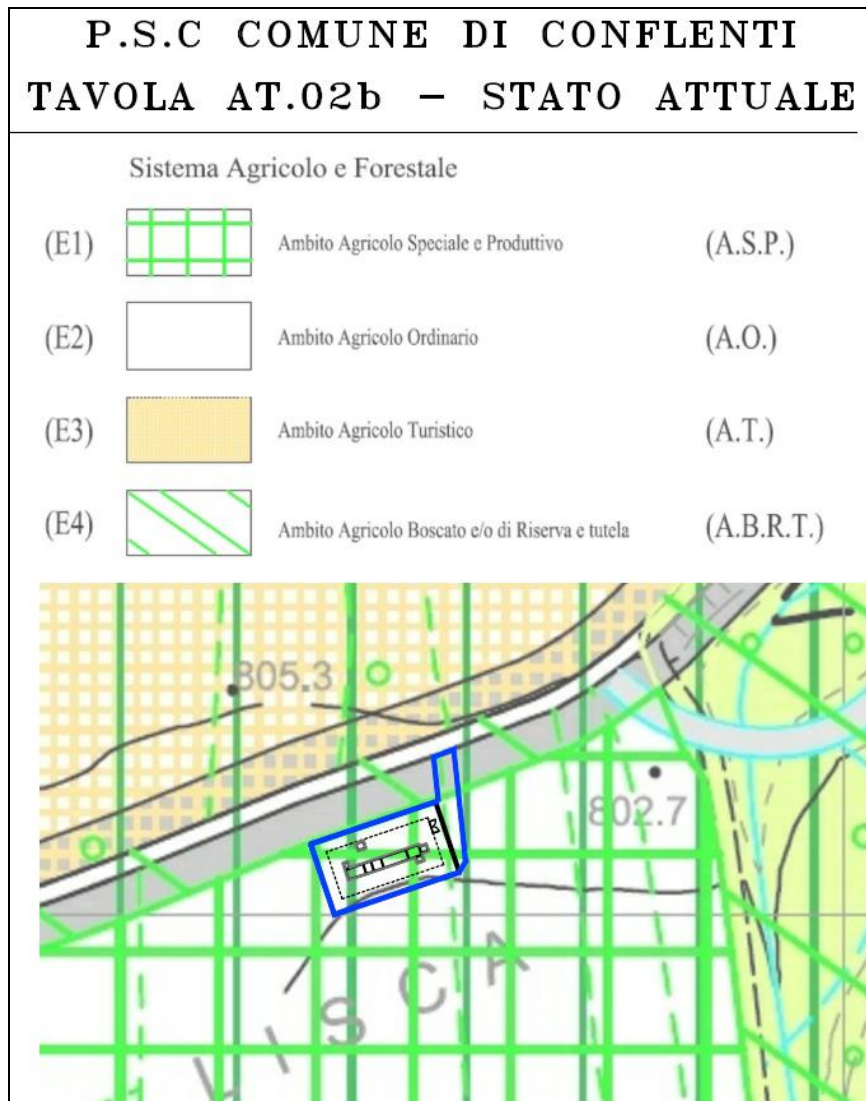 P.S.C COMUNE DI CONFLENTI
TAVOLA AT.02b – STATO ATTUALE
Sistema Agricolo e Forestale
(E1) Ambito Agricolo Speciale e Produttivo (A.S.P.)
(E2) Ambito Agricolo Ordinario (A.O.)
(E3) Ambito Agricolo Turistico (A.T.)
(E4) Ambito Agricolo Boscato e/o di Riserva e tutela (A.B.R.T.)
805.3
802.7
LISCA